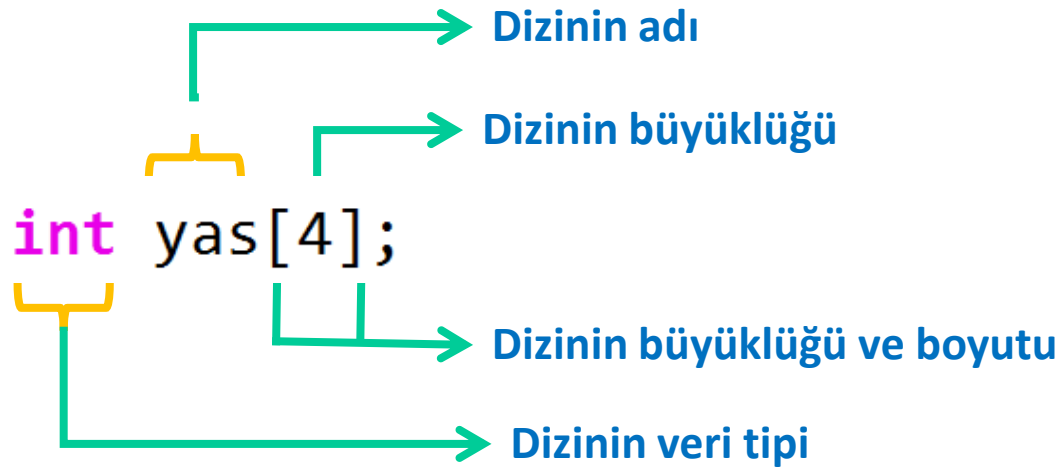 Dizinin adı
Dizinin büyüklüğü
int yas[4];
Dizinin büyüklüğü ve boyutu
Dizinin veri tipi